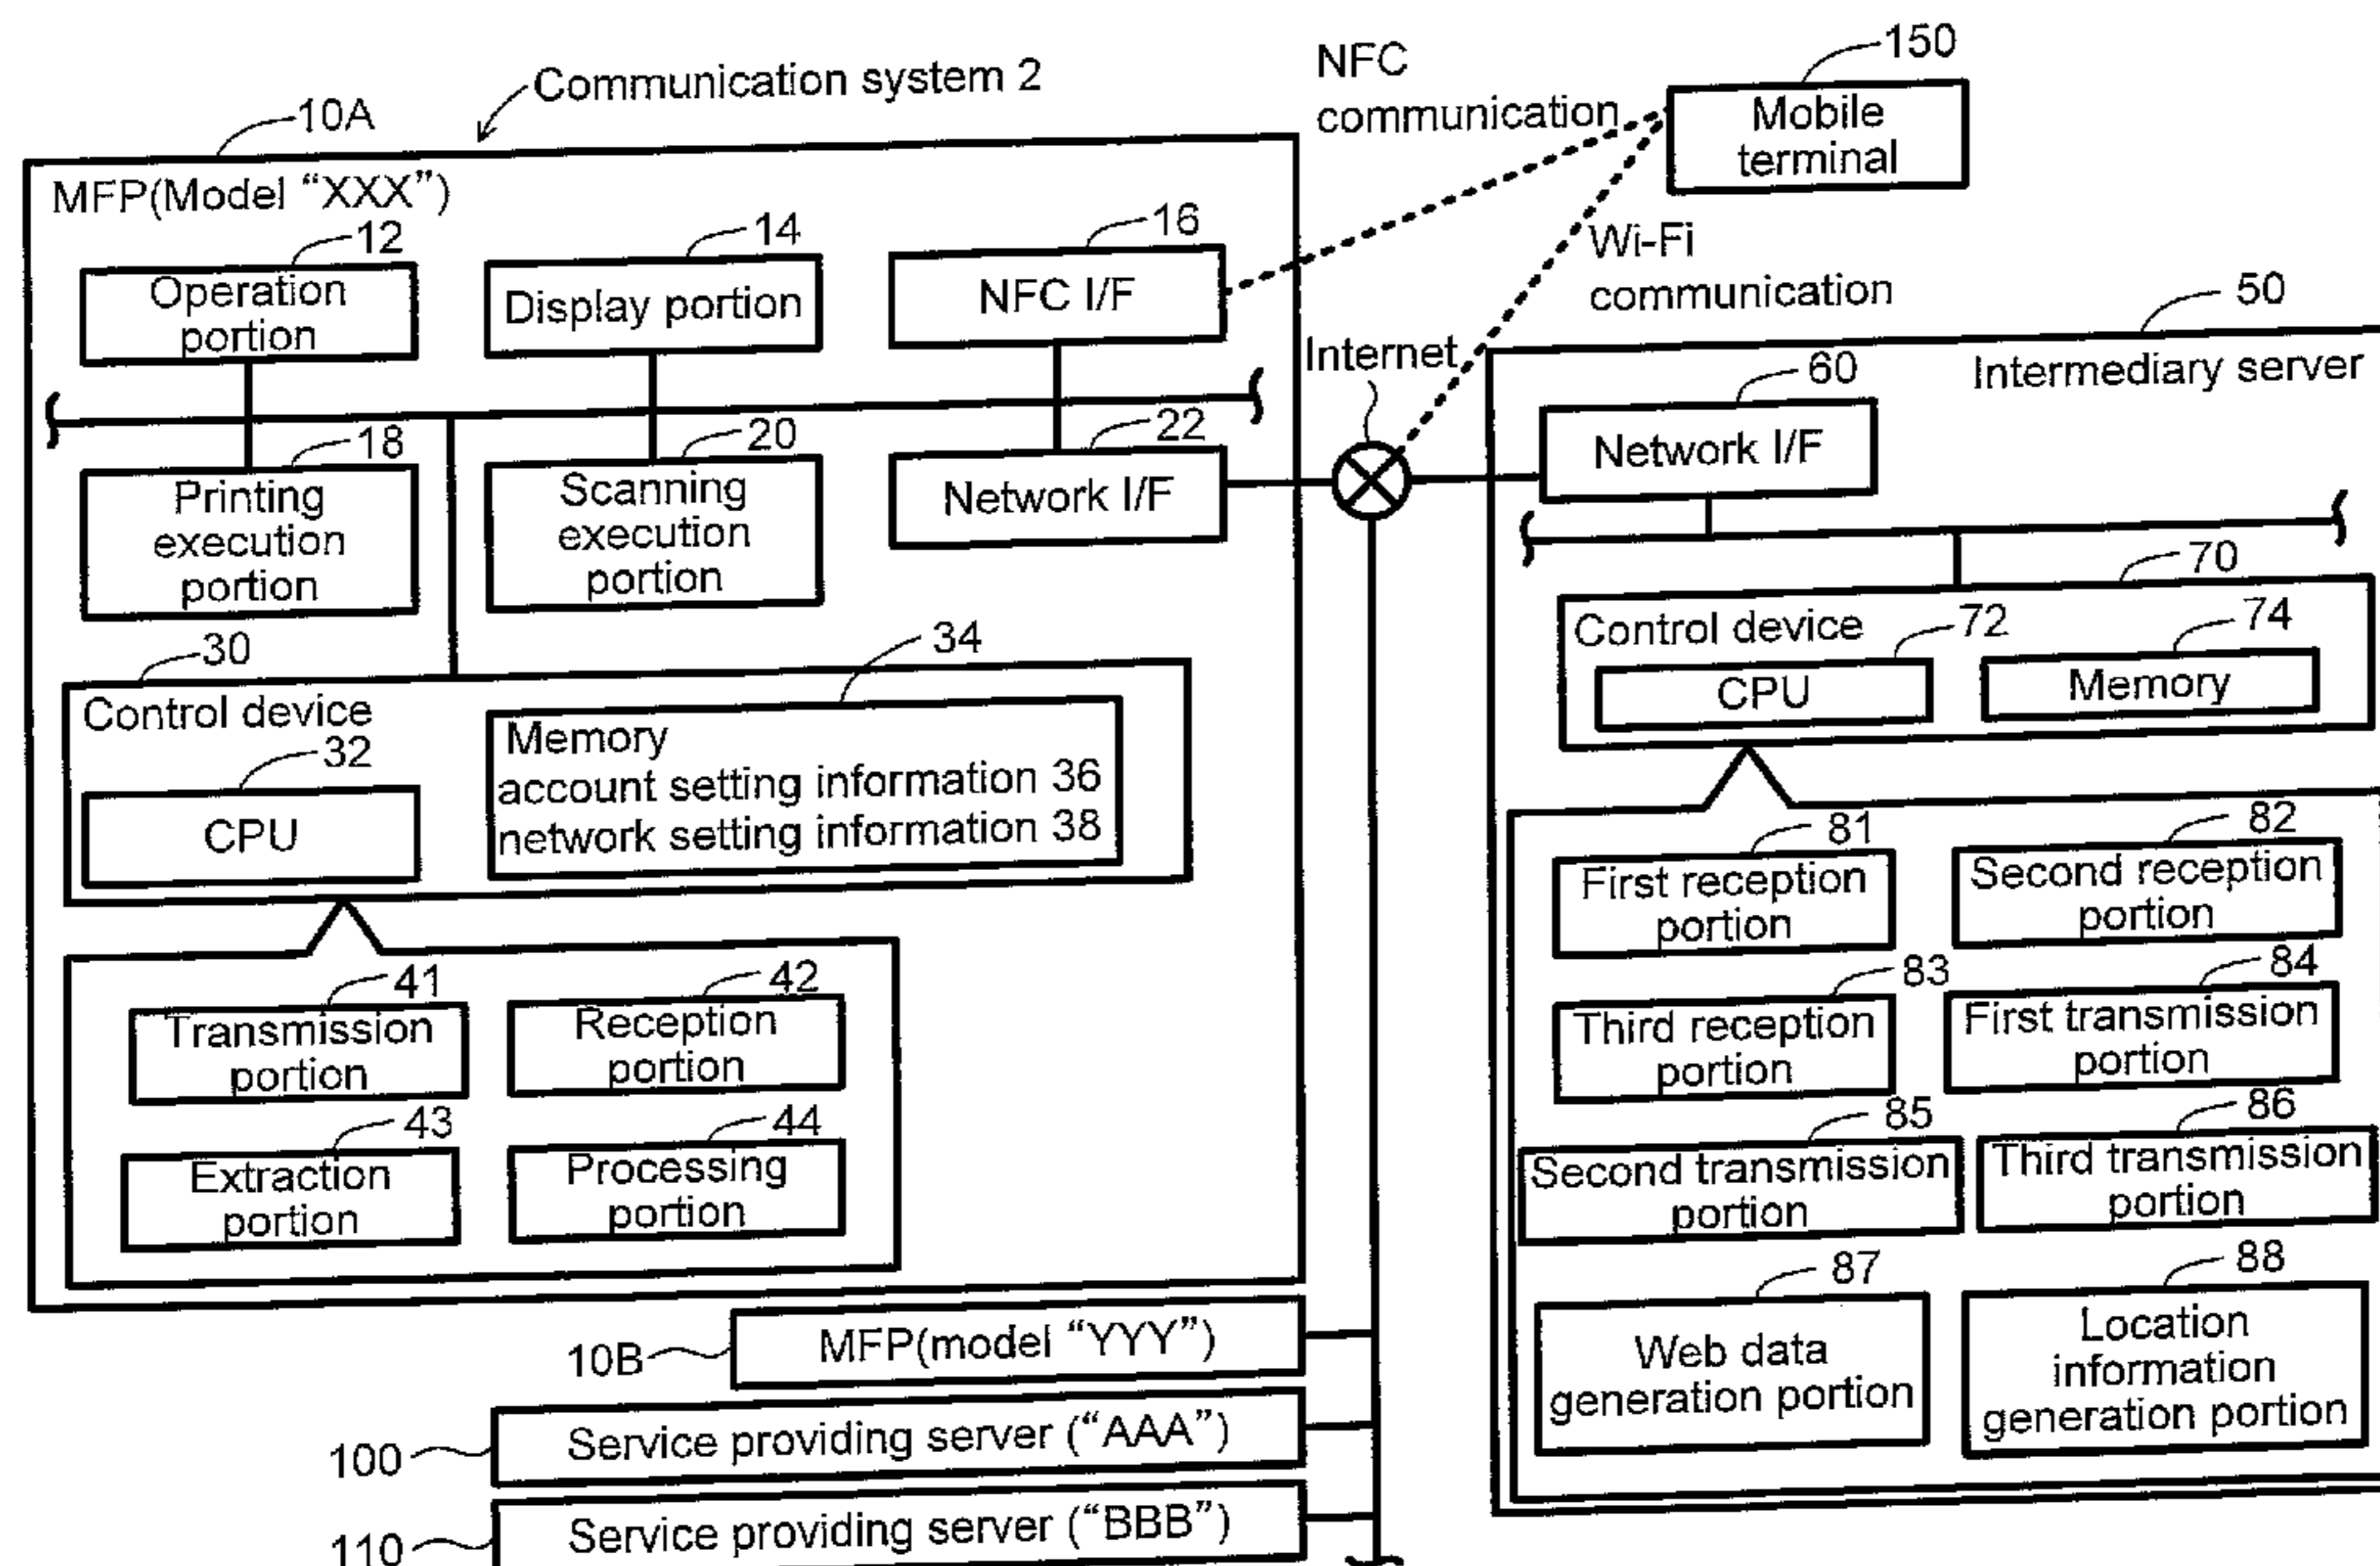 Communication system 2
10A
MFP(Model “XXX”)
12
Operation
portion
14
Display portion
16
NFC I/F
18
Printing
execution
portion
20
Scanning
execution
portion
22
Network I/F
30
Control device
32
CPU
34
Memory
account setting information 36
network setting information 38
41
Transmission
portion
42
Reception
portion
43
Extraction
portion
44
Processing
portion
10B
MFP(model “YYY”)
100
Service providing server (“AAA”)
110
Service providing server (“BBB”)
NFC
communication
150
Mobile
terminal
Wi-Fi
communication
Internet
50
Intermediary server
60
Network I/F
70
Control device
72
CPU
74
Memory
81
First reception
portion
82
Second reception
portion
83
Third reception
portion
84
First transmission
portion
85
Second transmission
portion
86
Third transmission
portion
87
Web data
generation portion
88
Location
information
generation portion